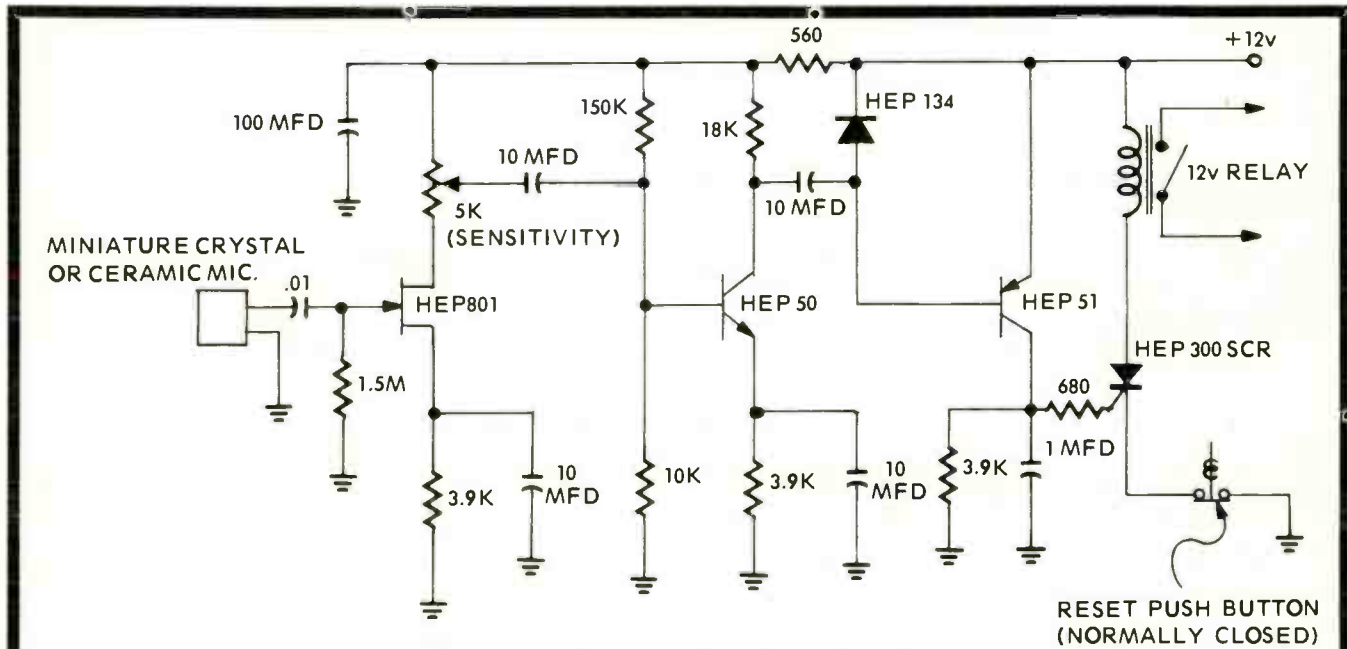 560
+12v
HEP 134
100 MFD
150K
18K
10 MFD
12v RELAY
10 MFD
5K
(SENSITIVITY)
MINIATURE CRYSTAL
OR CERAMIC MIC.
.01
HEP801
HEP 50
HEP 51
HEP 300 SCR
1.5M
680
1 MFD
3.9K
10
MFD
10K
3.9K
10
MFD
3.9K
RESET PUSH BUTTON
(NORMALLY CLOSED)